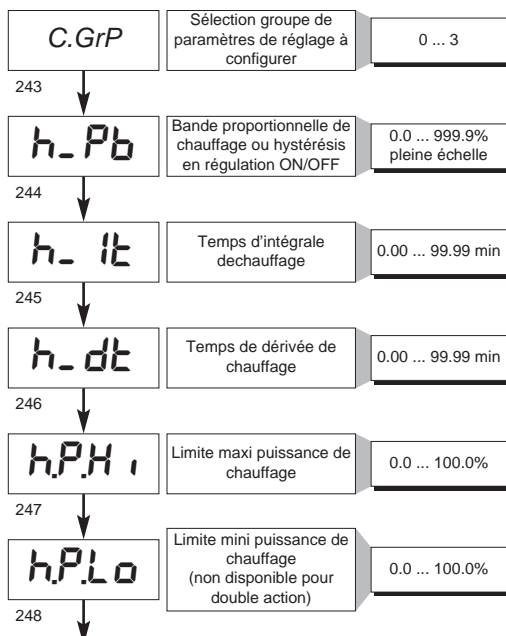 C.GrP
Sélection groupe de
paramètres de réglage à
configurer
0 ... 3
243
h_Pb
Bande proportionnelle de
chauffage ou hystérésis
en régulation ON/OFF
0.0 ... 999.9%
pleine échelle
244
h_It
Temps d'intégrale
dechauffage
0.00 ... 99.99 min
245
h_dt
Temps de dérivée de
chauffage
0.00 ... 99.99 min
246
h.P.Hi
Limite maxi puissance de
chauffage
0.0 ... 100.0%
247
h.P.Lo
Limite mini puissance de
chauffage
(non disponible pour
double action)
0.0 ... 100.0%
248